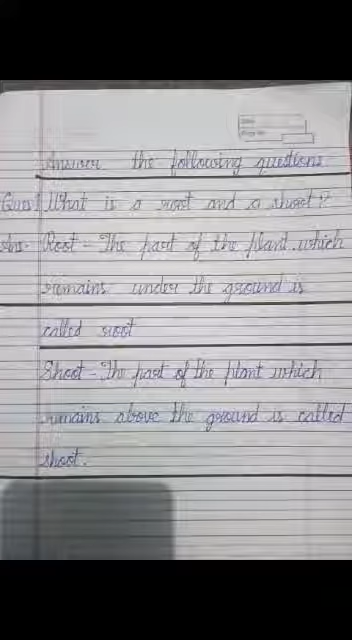 Answer the following questions
Ques1 What is a root and a shoot?
Ans- Root - The part of the plant which
remains under the ground is
called root
Shoot - The part of the plant which
remains above the ground is called
shoot.